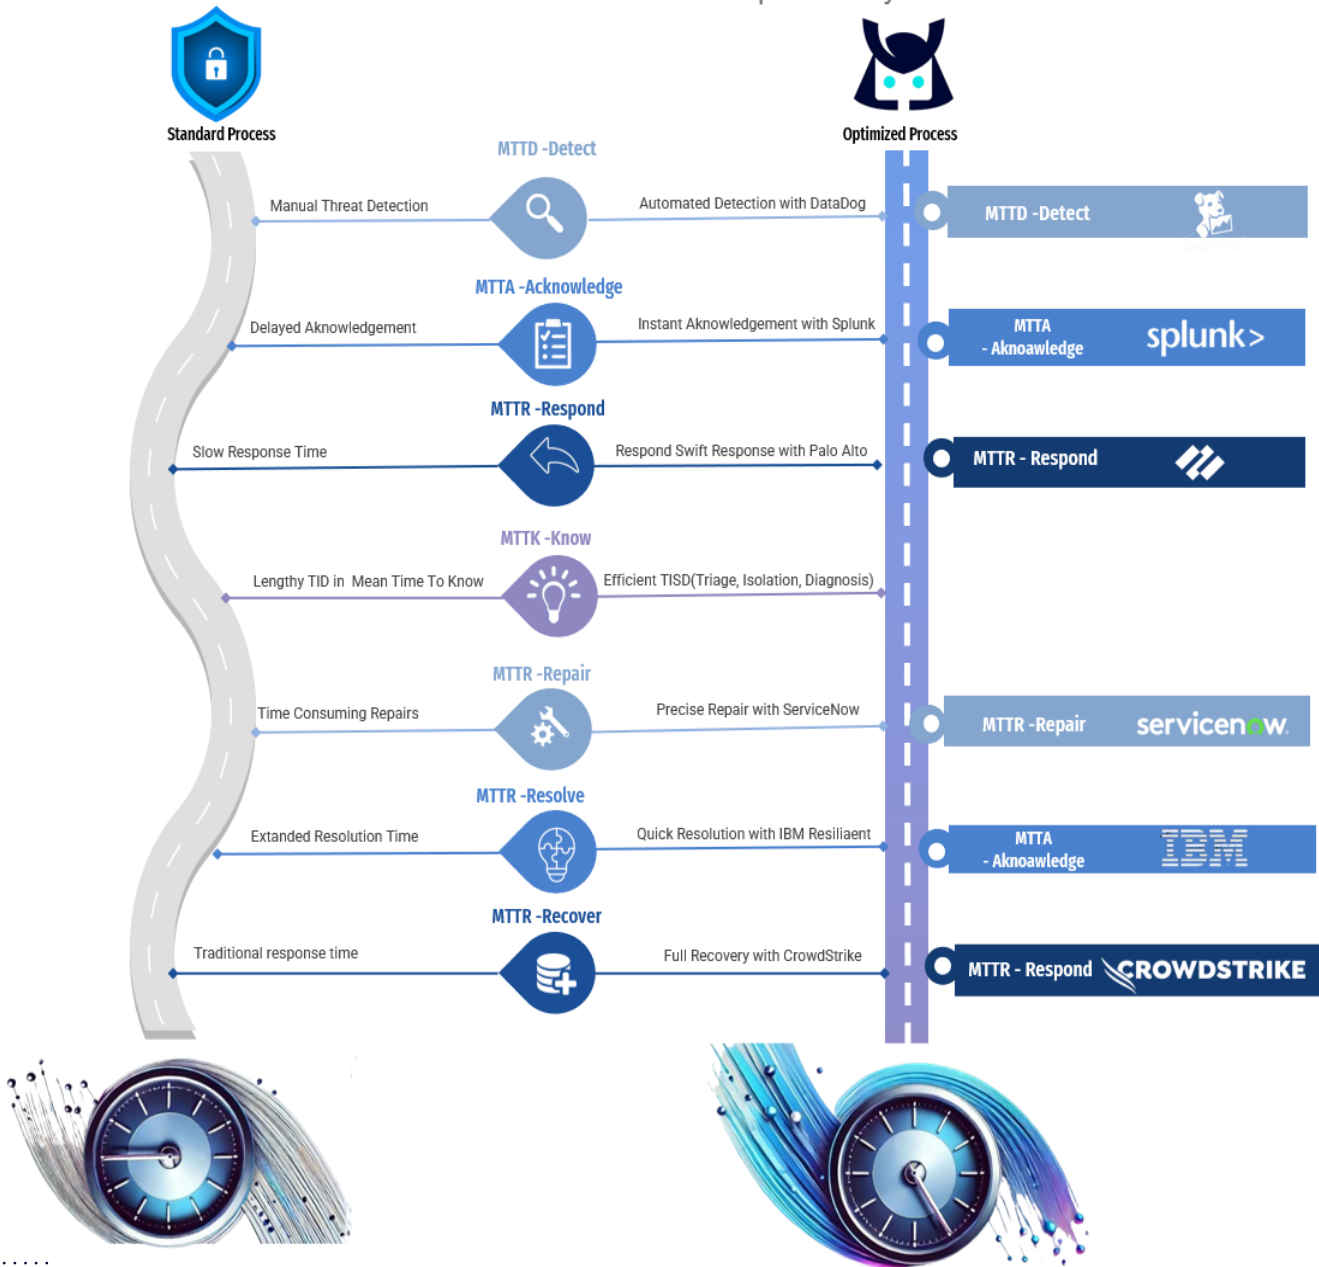 Standard Process
Optimized Process
MTTD -Detect
Manual Threat Detection
Automated Detection with DataDog
MTTD -Detect
MTTA -Acknowledge
Delayed Aknowledgement
Instant Aknowledgement with Splunk
MTTA
- Aknoawledge
splunk>
MTTR -Respond
Slow Response Time
Respond Swift Response with Palo Alto
MTTR - Respond
MTTK -Know
Lengthy TID in Mean Time To Know
Efficient TISD(Triage, Isolation, Diagnosis)
MTTR -Repair
Time Consuming Repairs
Precise Repair with ServiceNow
MTTR -Repair
servicenow.
MTTR -Resolve
Extanded Resolution Time
Quick Resolution with IBM Resiliaent
MTTA
- Aknoawledge
IBM
MTTR -Recover
Traditional response time
Full Recovery with CrowdStrike
MTTR - Respond
CROWDSTRIKE
.....